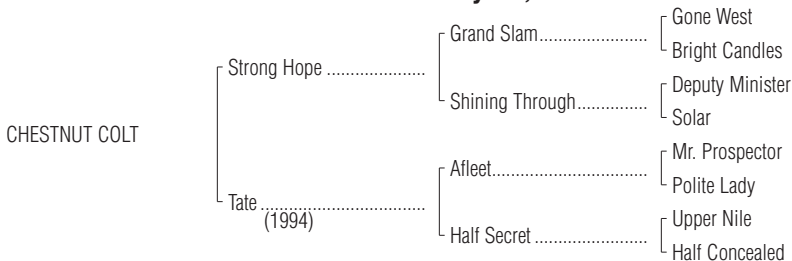 Gone West
Grand Slam
Bright Candles
Strong Hope
Deputy Minister
Shining Through
Solar
CHESTNUT COLT
Mr. Prospector
Afleet
Polite Lady
Tate
(1994)
Upper Nile
Half Secret
Half Concealed